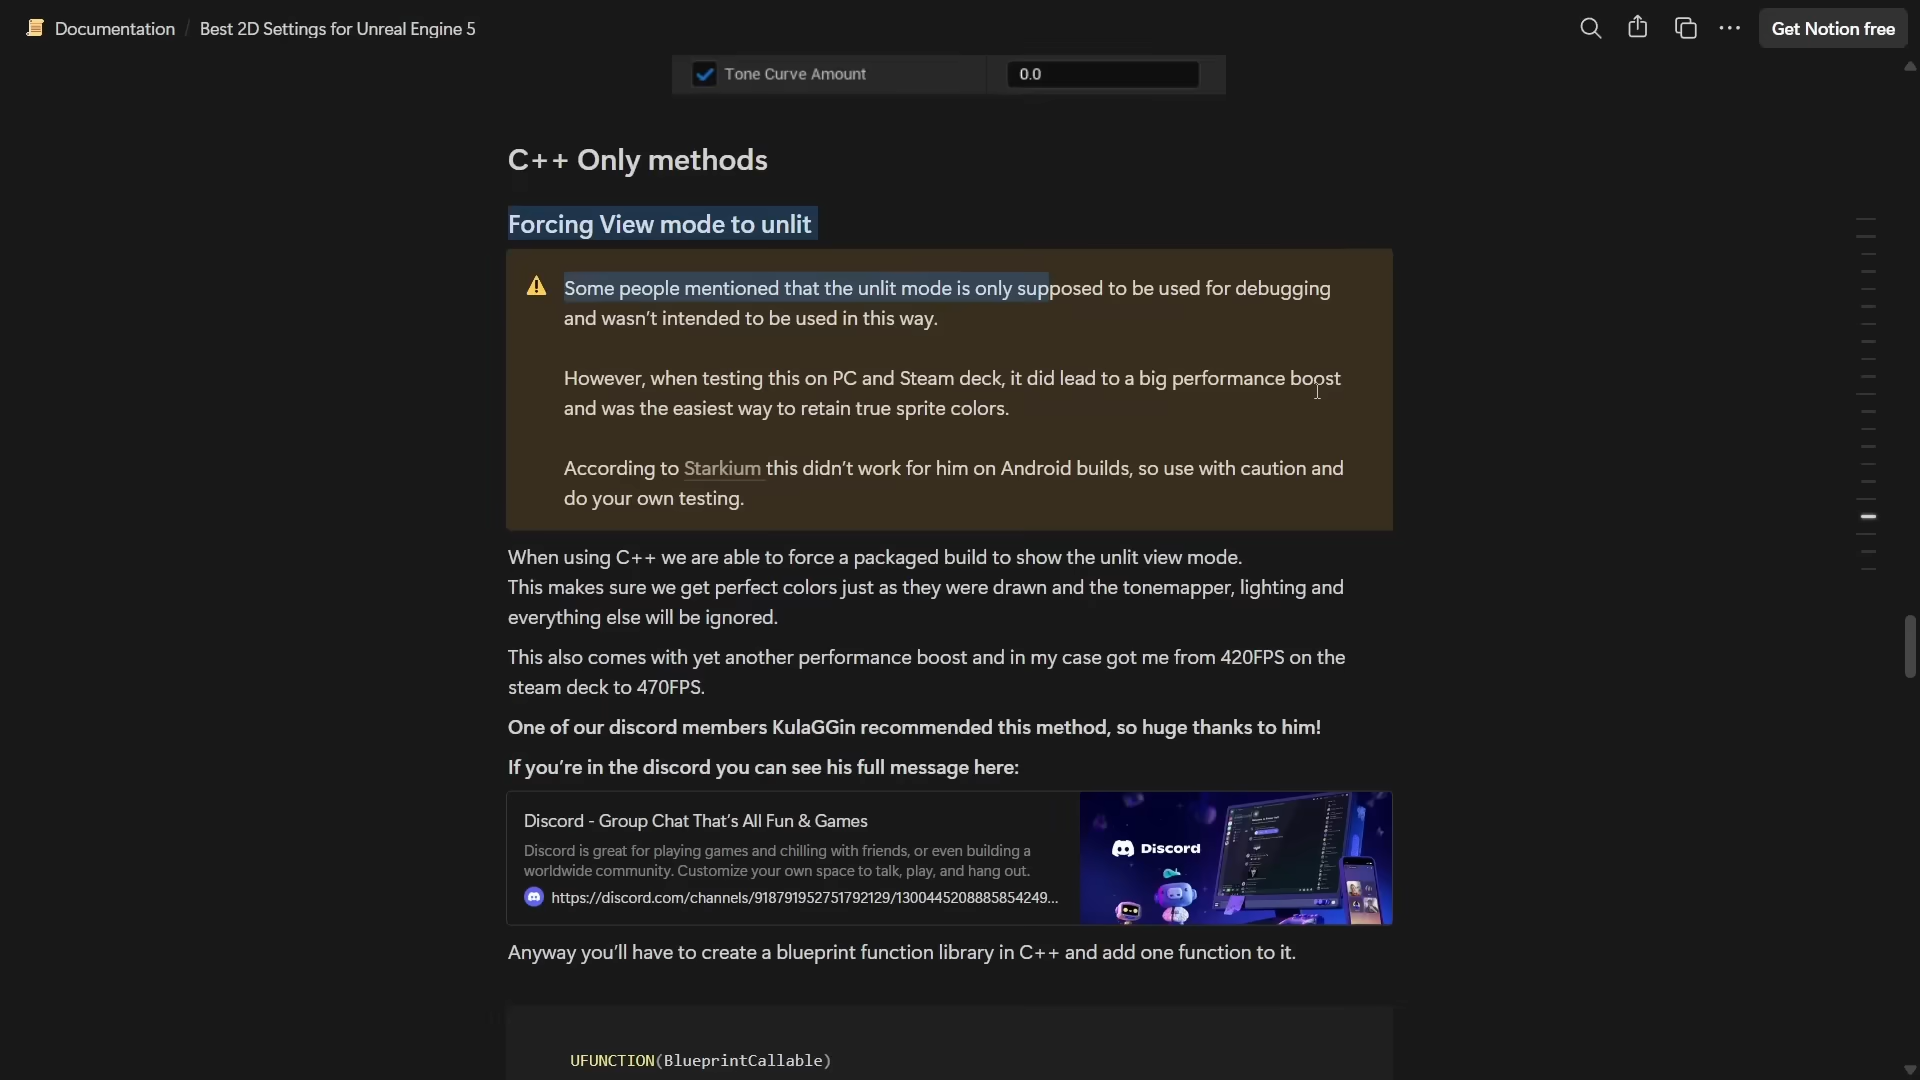 Documentation / Best 2D Settings for Unreal Engine 5
Get Notion free
Tone Curve Amount 0.0
C++ Only methods
Forcing View mode to unlit
Some people mentioned that the unlit mode is only supposed to be used for debugging
and wasn't intended to be used in this way.
However, when testing this on PC and Steam deck, it did lead to a big performance boost
and was the easiest way to retain true sprite colors.
According to Starkium this didn't work for him on Android builds, so use with caution and
do your own testing.
When using C++ we are able to force a packaged build to show the unlit view mode.
This makes sure we get perfect colors just as they were drawn and the tonemapper, lighting and
everything else will be ignored.
This also comes with yet another performance boost and in my case got me from 420FPS on the
steam deck to 470FPS.
One of our discord members KulaGGin recommended this method, so huge thanks to him!
If you're in the discord you can see his full message here:
Discord - Group Chat That's All Fun & Games
Discord is great for playing games and chilling with friends, or even building a
worldwide community. Customize your own space to talk, play, and hang out.
https://discord.com/channels/918791952751792129/1300445208885854249...
Discord
Anyway you'll have to create a blueprint function library in C++ and add one function to it.
UFUNCTION(BlueprintCallable)